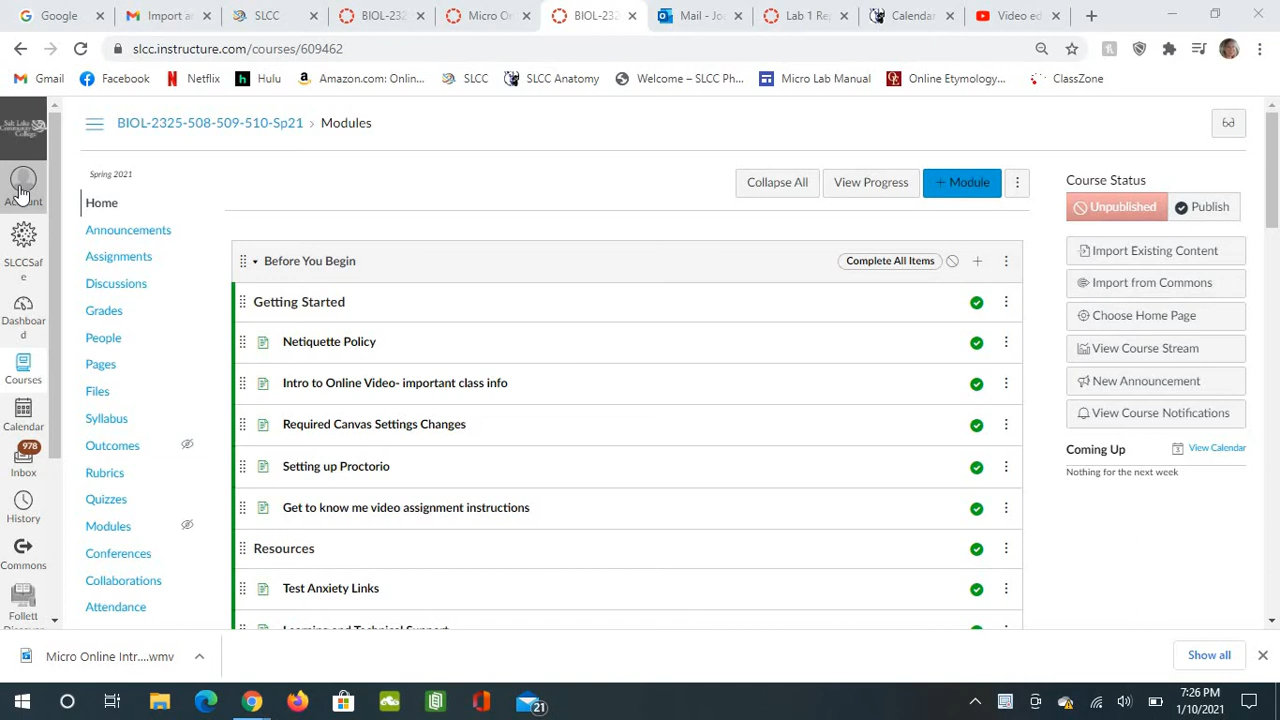 Google
Import an
SLCC
BIOL-232
Micro On
BIOL-232
Mail - Jo
Lab 1 Re
Calendar
Video ed
slcc.instructure.com/courses/609462
Gmail
Facebook
Netflix
Hulu
Amazon.com: Onlin...
SLCC
SLCC Anatomy
Welcome – SLCC Ph...
Micro Lab Manual
Online Etymology...
ClassZone
Salt Lake
Community
College
Account
SLCCSaf
e
Dashboar
d
Courses
Calendar
978
Inbox
History
Commons
Follett
Discover
BIOL-2325-508-509-510-Sp21 > Modules
Spring 2021
Home
Announcements
Assignments
Discussions
Grades
People
Pages
Files
Syllabus
Outcomes
Rubrics
Quizzes
Modules
Conferences
Collaborations
Attendance
Collapse All
View Progress
+ Module
Before You Begin
Complete All Items
Getting Started
Netiquette Policy
Intro to Online Video- important class info
Required Canvas Settings Changes
Setting up Proctorio
Get to know me video assignment instructions
Resources
Test Anxiety Links
Learning and Technical Support
Course Status
Unpublished
Publish
Import Existing Content
Import from Commons
Choose Home Page
View Course Stream
New Announcement
View Course Notifications
Coming Up
View Calendar
Nothing for the next week
Micro Online Intr....wmv
Show all
21
7:26 PM
1/10/2021